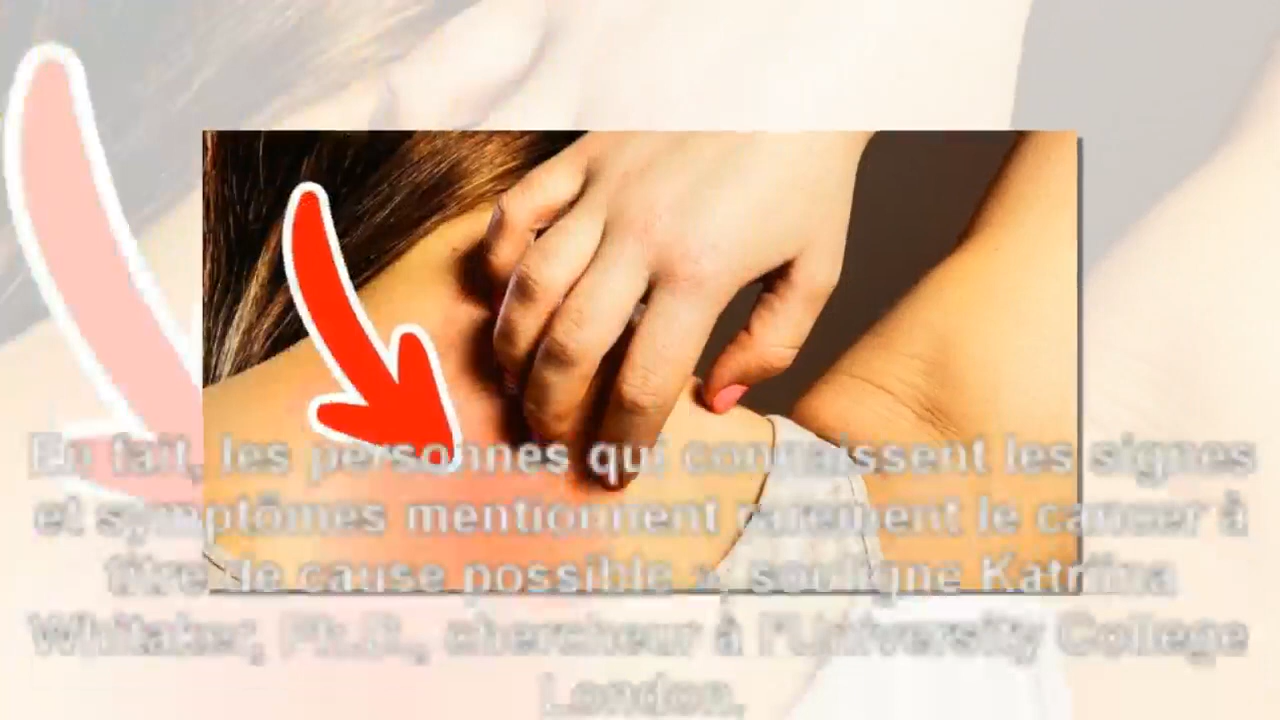 En fait, les personnes qui connaissent les signes
et symptômes mentionnent rarement le cancer à
titre de cause possible », souligne Katriina
Whitaker, Ph.D., chercheur à l'University College
London.